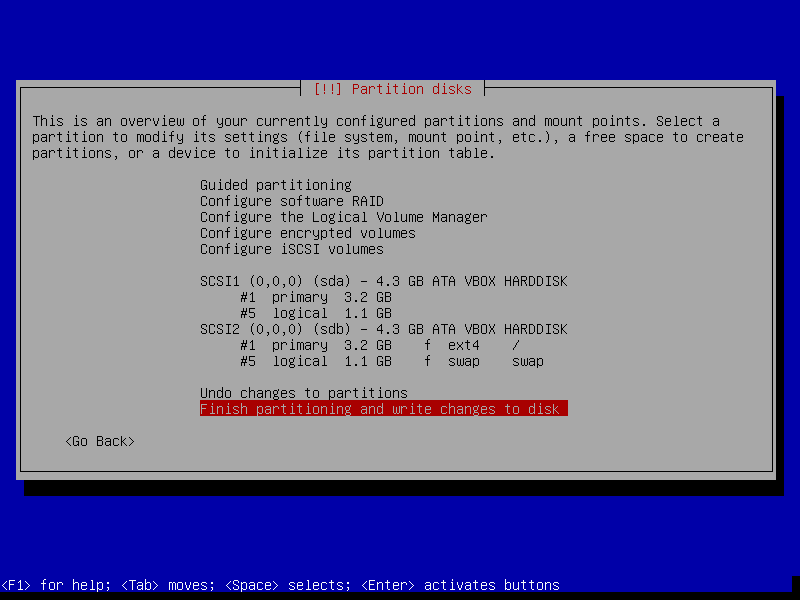 [!!] Partition disks
This is an overview of your currently configured partitions and mount points. Select a
partition to modify its settings (file system, mount point, etc.), a free space to create
partitions, or a device to initialize its partition table.
Guided partitioning
Configure software RAID
Configure the Logical Volume Manager
Configure encrypted volumes
Configure iSCSI volumes
SCSI1 (0,0,0) (sda) - 4.3 GB ATA VBOX HARDDISK
#1 primary 3.2 GB
#5 logical 1.1 GB
SCSI2 (0,0,0) (sdb) - 4.3 GB ATA VBOX HARDDISK
#1 primary 3.2 GB f ext4 /
#5 logical 1.1 GB f swap swap
Undo changes to partitions
Finish partitioning and write changes to disk
<Go Back>
<F1> for help; <Tab> moves; <Space> selects; <Enter> activates buttons